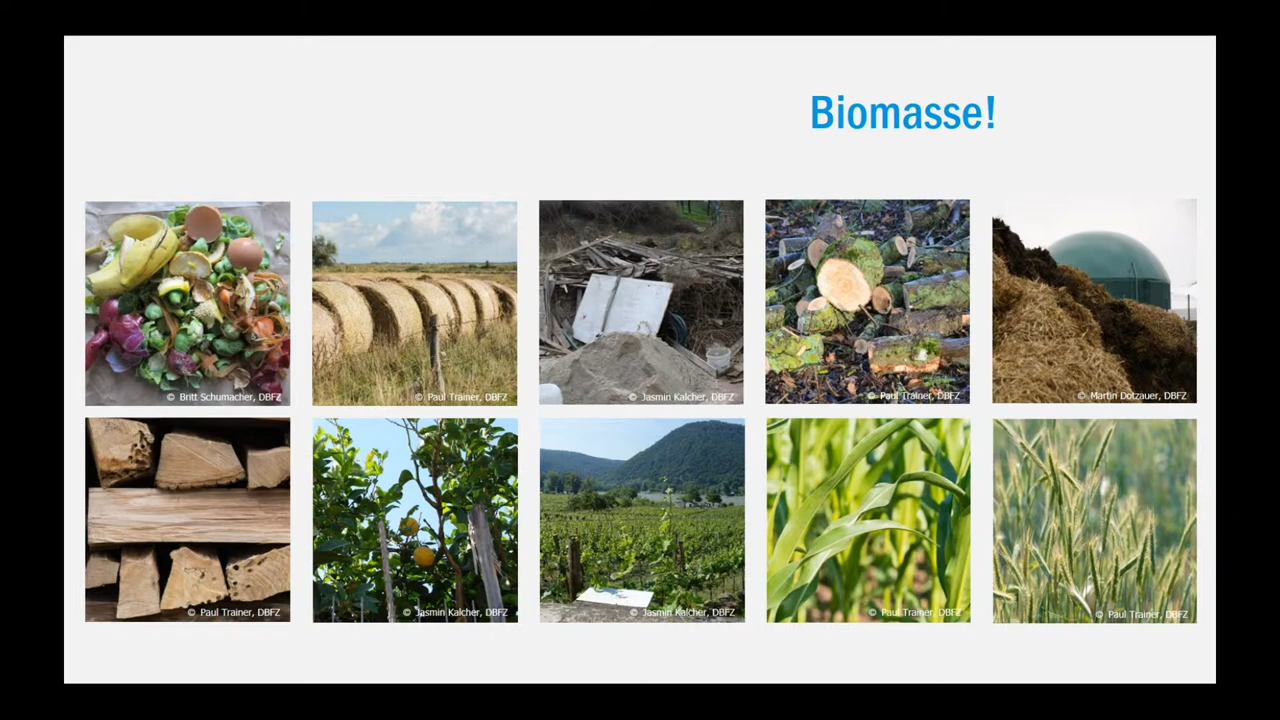 Biomasse!
© Britt Schumacher, DBFZ
© Paul Trainer, DBFZ
© Jasmin Kalcher, DBFZ
© Paul Trainer, DBFZ
© Martin Dotzauer, DBFZ
© Paul Trainer, DBFZ
© Jasmin Kalcher, DBFZ
© Jasmin Kalcher, DBFZ
© Paul Trainer, DBFZ
© Paul Trainer, DBFZ